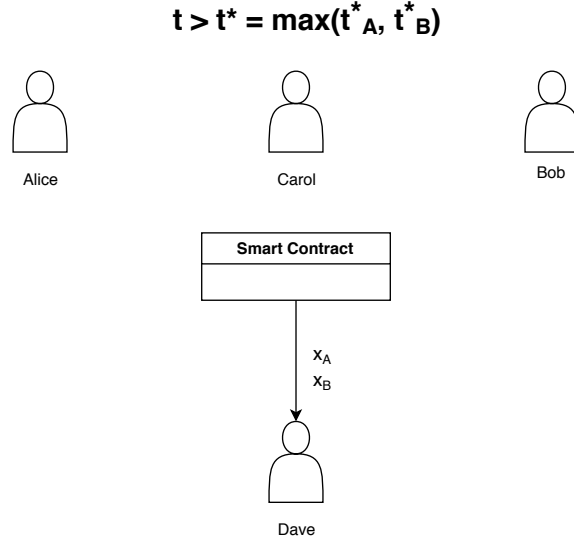 t > t* = max(t*A, t*B)
Alice
Carol
Bob
Smart Contract
xA
xB
Dave